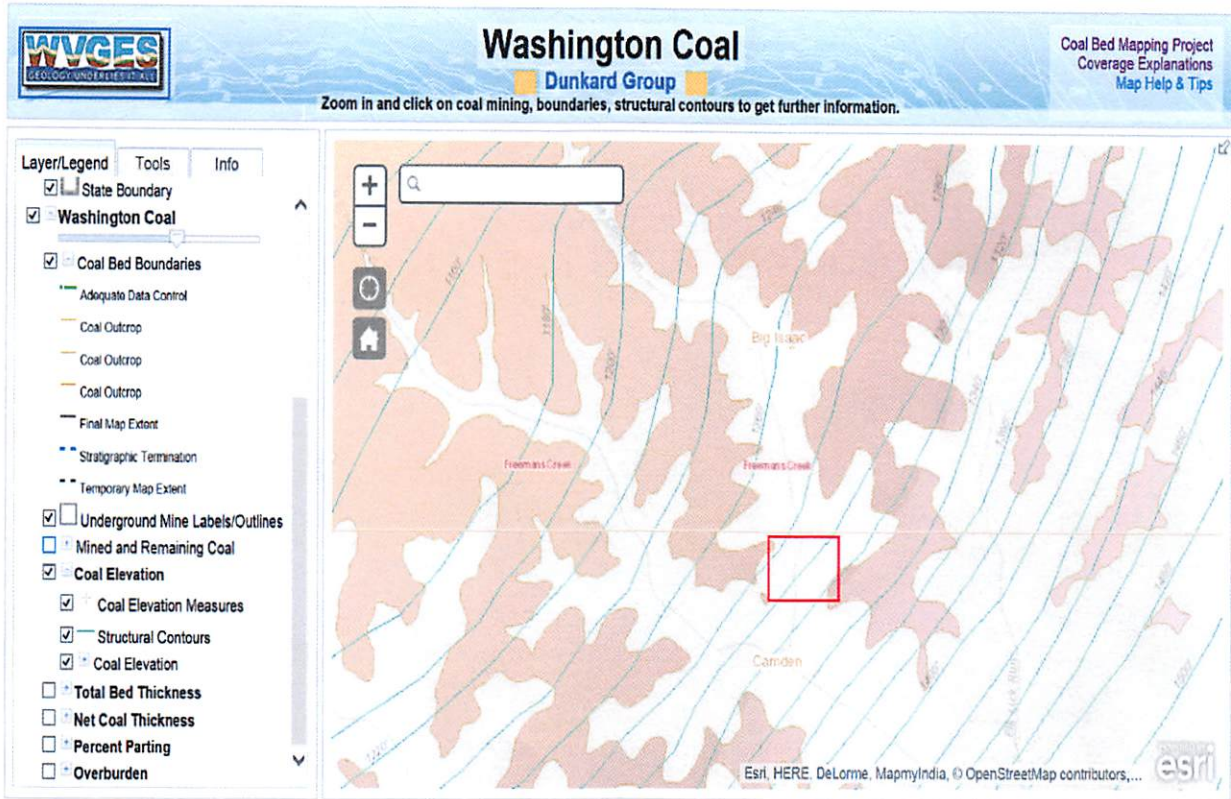 WVGES
GEOLOGY UNDERLIES IT ALL
Washington Coal
Dunkard Group
Zoom in and click on coal mining, boundaries, structural contours to get further information.
Coal Bed Mapping Project
Coverage Explanations
Map Help & Tips
Layer/Legend
Tools
Info
State Boundary
Washington Coal
Coal Bed Boundaries
Adequate Data Control
Coal Outcrop
Coal Outcrop
Coal Outcrop
Final Map Extent
Stratigraphic Termination
Temporary Map Extent
Underground Mine Labels/Outlines
Mined and Remaining Coal
Coal Elevation
Coal Elevation Measures
Structural Contours
Coal Elevation
Total Bed Thickness
Net Coal Thickness
Percent Parting
Overburden
+
−
Big Isaac
Freemans Creek
Freemans Creek
Camden
1200'
Esri, HERE, DeLorme, MapmyIndia, © OpenStreetMap contributors,...
esri